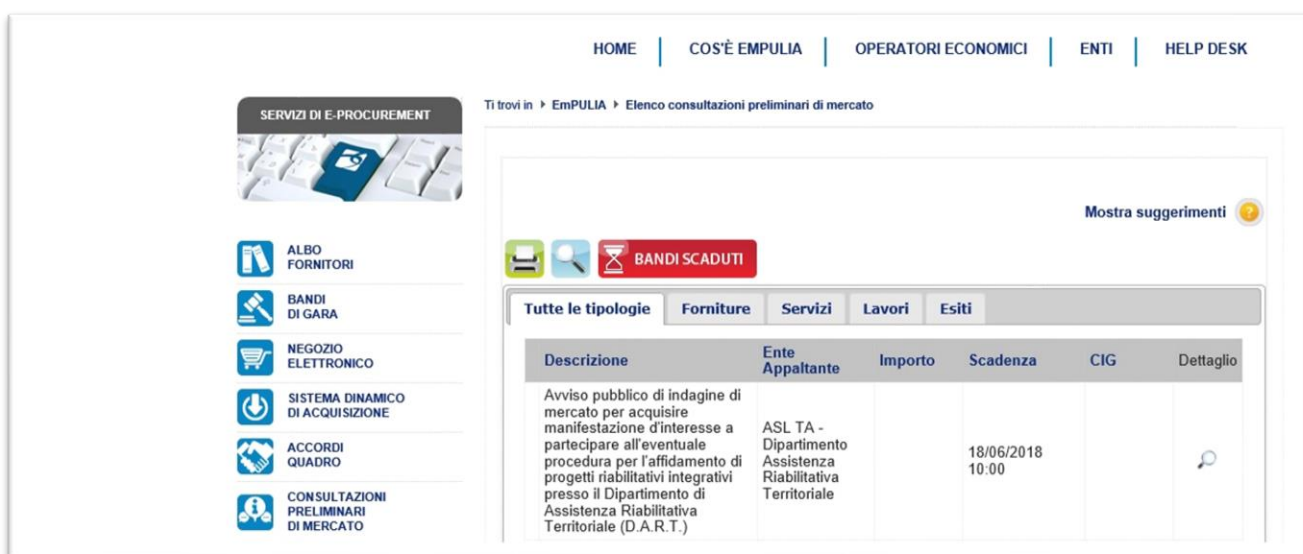 HOME
COS'È EMPULIA
OPERATORI ECONOMICI
ENTI
HELP DESK
SERVIZI DI E-PROCUREMENT
Ti trovi in EmPULIA Elenco consultazioni preliminari di mercato
Mostra suggerimenti
ALBO
FORNITORI
BANDI
DI GARA
NEGOZIO
ELETTRONICO
SISTEMA DINAMICO
DI ACQUISIZIONE
ACCORDI
QUADRO
CONSULTAZIONI
PRELIMINARI
DI MERCATO
BANDI SCADUTI
Tutte le tipologie
Forniture
Servizi
Lavori
Esiti
Descrizione
Ente
Appaltante
Importo
Scadenza
CIG
Dettaglio
Avviso pubblico di indagine di
mercato per acquisire
manifestazione d'interesse a
partecipare all'eventuale
procedura per l'affidamento di
progetti riabilitativi integrativi
presso il Dipartimento di
Assistenza Riabilitativa
Territoriale (D.A.R.T.)
ASL TA -
Dipartimento
Assistenza
Riabilitativa
Territoriale
18/06/2018
10:00